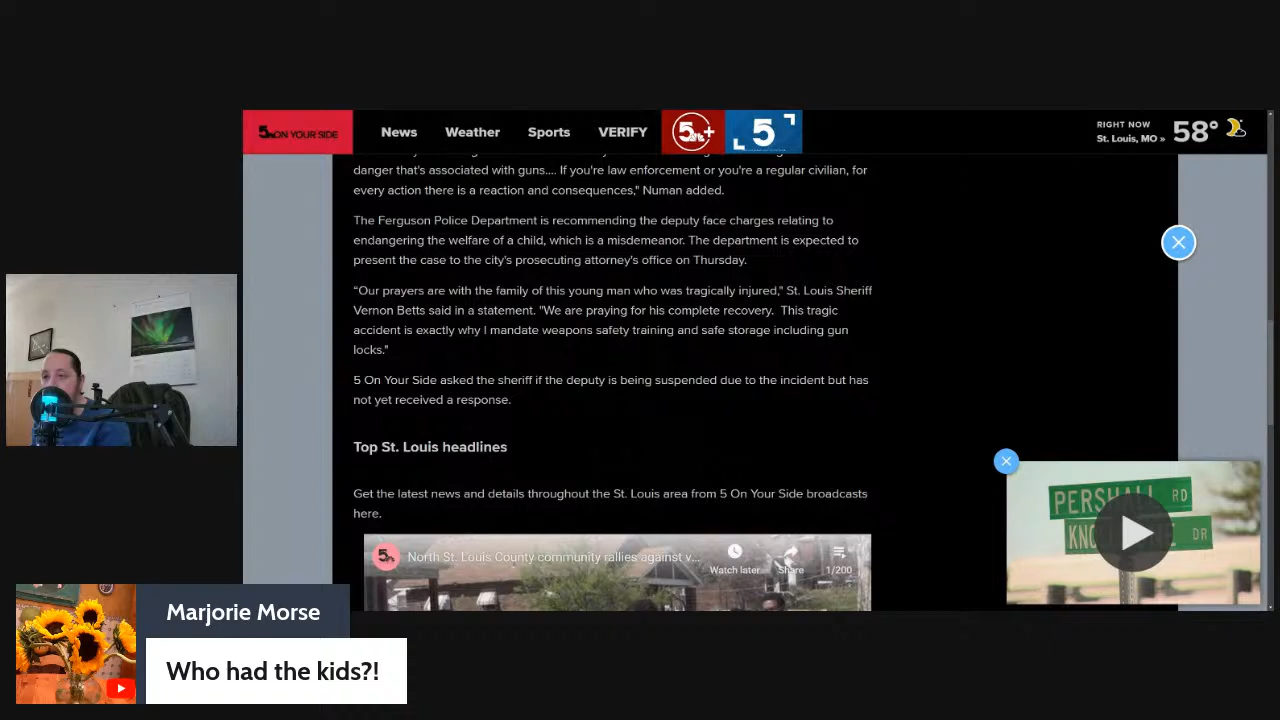 5 ON YOUR SIDE
News
Weather
Sports
VERIFY
5+
5
RIGHT NOW
St. Louis, MO »
58°
danger that's associated with guns.... If you're law enforcement or you're a regular civilian, for
every action there is a reaction and consequences," Numan added.
The Ferguson Police Department is recommending the deputy face charges relating to
endangering the welfare of a child, which is a misdemeanor. The department is expected to
present the case to the city's prosecuting attorney's office on Thursday.
“Our prayers are with the family of this young man who was tragically injured," St. Louis Sheriff
Vernon Betts said in a statement. "We are praying for his complete recovery. This tragic
accident is exactly why I mandate weapons safety training and safe storage including gun
locks."
5 On Your Side asked the sheriff if the deputy is being suspended due to the incident but has
not yet received a response.
Top St. Louis headlines
Get the latest news and details throughout the St. Louis area from 5 On Your Side broadcasts
here.
5
North St. Louis County community rallies against v...
Watch later
Share
1/200
PERSHALL RD
DR
Marjorie Morse
Who had the kids?!